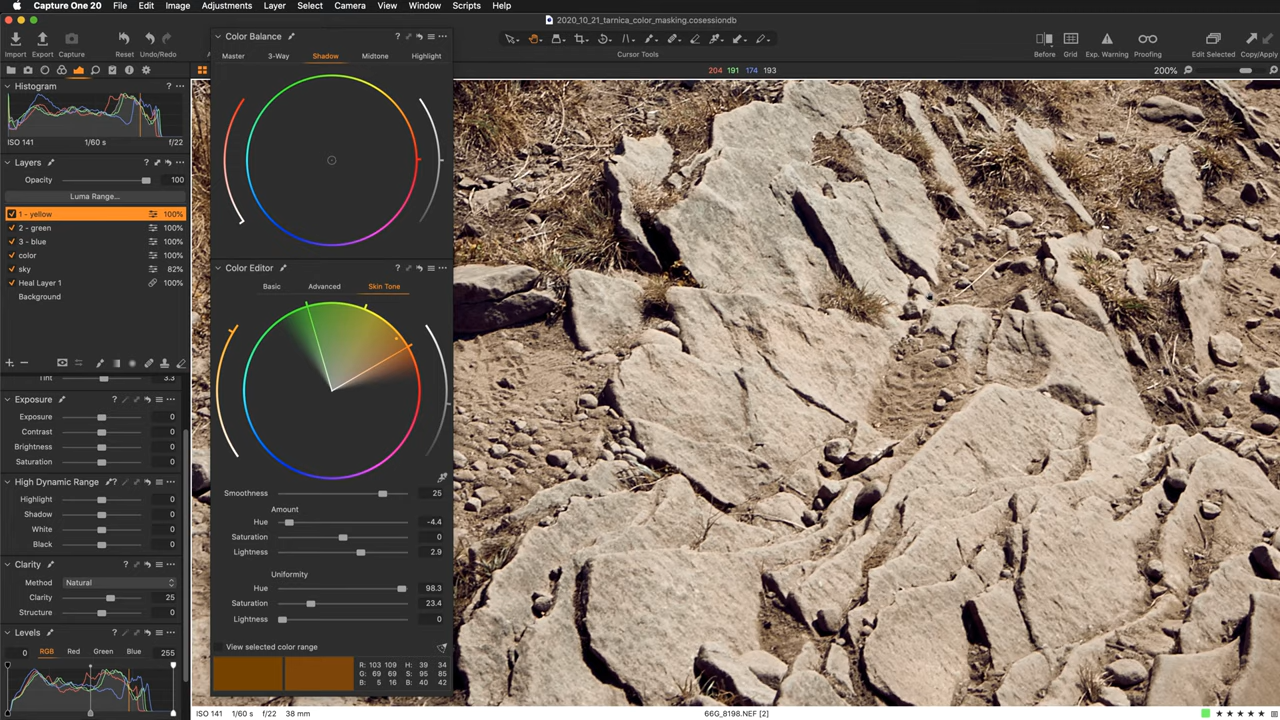 Capture One 20 File Edit Image Adjustments Layer Select Camera View Window Scripts Help
2020_10_21_tarnica_color_masking.cosessiondb
Import Export Capture Reset Undo/Redo Cursor Tools Before Grid Exp. Warning Proofing Edit Selected Copy/Apply
204 191 174 193 200%
Histogram ?
ISO 141 1/60 s f/22
Layers ?
Opacity 100
Luma Range...
1 - yellow 100%
2 - green 100%
3 - blue 100%
color 100%
sky 82%
Heal Layer 1 100%
Background
Tint 3.3
Exposure ?
Exposure 0
Contrast 0
Brightness 0
Saturation 0
High Dynamic Range ?
Highlight 0
Shadow 0
White 0
Black 0
Clarity ?
Method Natural
Clarity 25
Structure 0
Levels ?
0 RGB Red Green Blue 255
Color Balance ?
Master 3-Way Shadow Midtone Highlight
Color Editor ?
Basic Advanced Skin Tone
Smoothness 25
Amount
Hue -4.4
Saturation 0
Lightness 2.9
Uniformity
Hue 98.3
Saturation 23.4
Lightness 0
View selected color range
R: 103 109 H: 39 34
G: 69 69 S: 95 85
B: 5 16 B: 40 42
ISO 141 1/60 s f/22 38 mm 66G_8198.NEF [2]